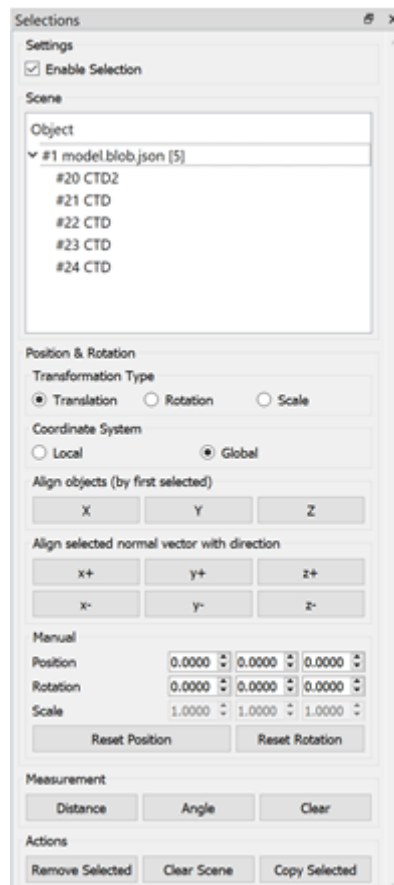 Selections
Settings
Enable Selection
Scene
Object
#1 model.blob.json [5]
#20 CTD2
#21 CTD
#22 CTD
#23 CTD
#24 CTD
Position & Rotation
Transformation Type
Translation Rotation Scale
Coordinate System
Local Global
Align objects (by first selected)
X Y Z
Align selected normal vector with direction
x+ y+ z+
x- y- z-
Manual
Position 0.0000 0.0000 0.0000
Rotation 0.0000 0.0000 0.0000
Scale 1.0000 1.0000 1.0000
Reset Position Reset Rotation
Measurement
Distance Angle Clear
Actions
Remove Selected Clear Scene Copy Selected